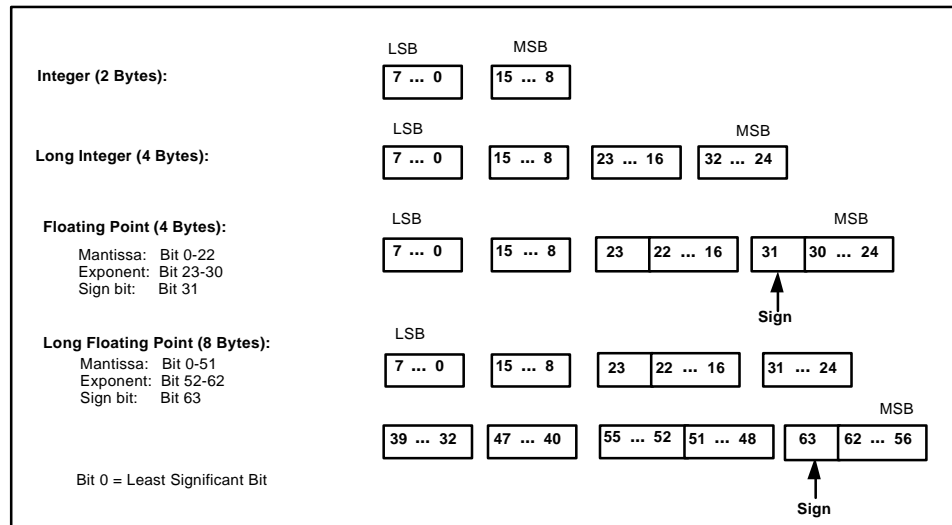 LSB MSB
Integer (2 Bytes): 7 ... 0 15 ... 8
LSB MSB
Long Integer (4 Bytes): 7 ... 0 15 ... 8 23 ... 16 32 ... 24
LSB MSB
Floating Point (4 Bytes):
7 ... 0 15 ... 8 23 22 ... 16 31 30 ... 24
Mantissa: Bit 0-22
Exponent: Bit 23-30
Sign bit: Bit 31
Sign
LSB
Long Floating Point (8 Bytes):
7 ... 0 15 ... 8 23 22 ... 16 31 ... 24
Mantissa: Bit 0-51
Exponent: Bit 52-62
Sign bit: Bit 63
MSB
39 ... 32 47 ... 40 55 ... 52 51 ... 48 63 62 ... 56
Bit 0 = Least Significant Bit
Sign